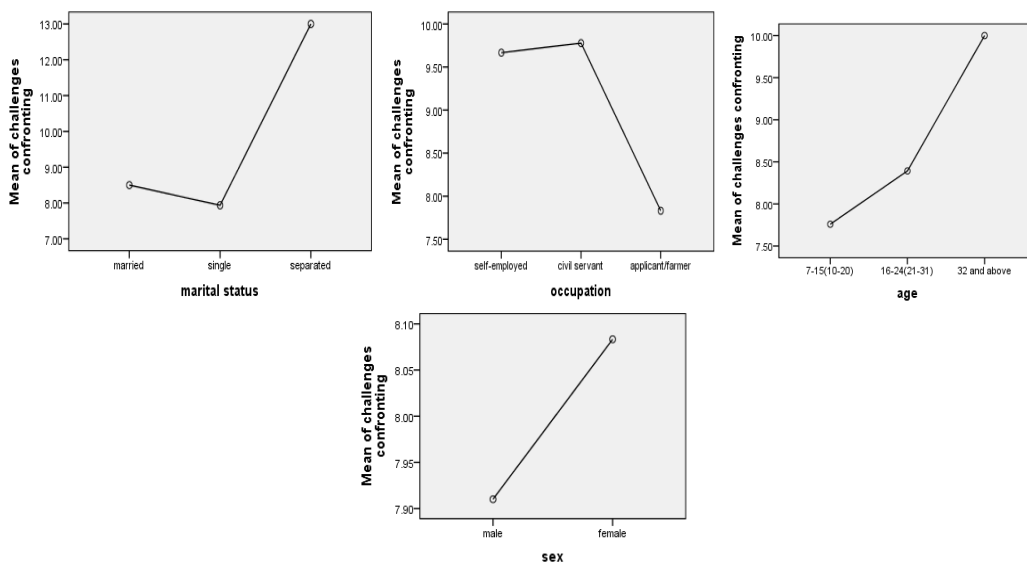 Mean of challenges
confronting
13.00
12.00
11.00
10.00
9.00
8.00
7.00
married single separated
marital status
Mean of challenges
confronting
10.00
9.50
9.00
8.50
8.00
7.50
self-employed civil servant applicant/farmer
occupation
Mean of challenges confronting
10.00
9.50
9.00
8.50
8.00
7.50
7-15(10-20) 16-24(21-31) 32 and above
age
Mean of challenges
confronting
8.10
8.05
8.00
7.95
7.90
male female
sex